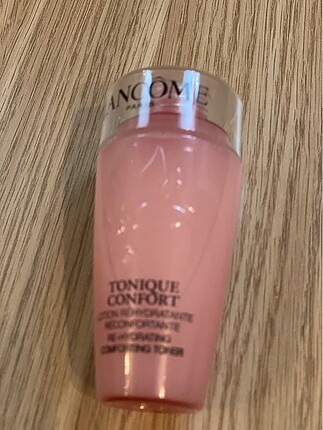 LANCÔME
PARIS
TONIQUE
CONFORT
LOTION RÉHYDRATANTE
RÉCONFORTANTE
RE-HYDRATING
COMFORTING TONER